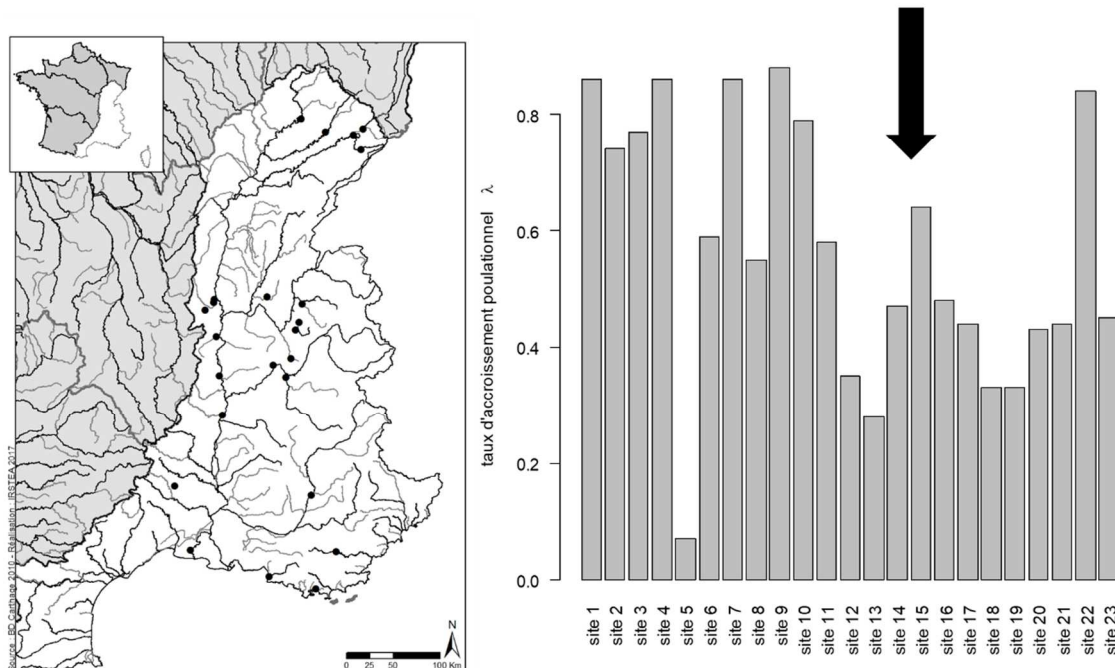 Source : BD Carthage 2010 - Réalisation : IRSTEA 2017
N
0 25 50 100 Km
taux d'accroissement poulationnel λ
0.8
0.6
0.4
0.2
0.0
site 1
site 2
site 3
site 4
site 5
site 6
site 7
site 8
site 9
site 10
site 11
site 12
site 13
site 14
site 15
site 16
site 17
site 18
site 19
site 20
site 21
site 22
site 23